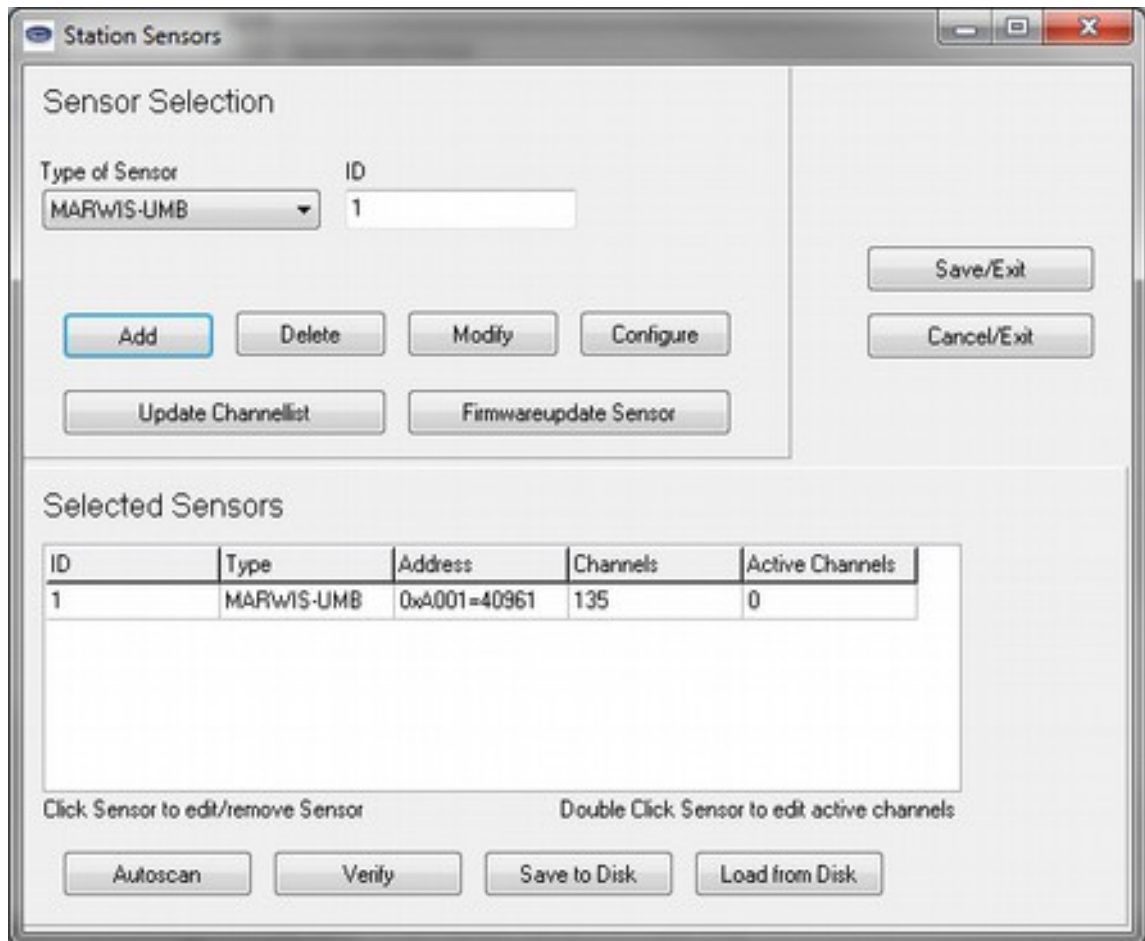 Station Sensors
Sensor Selection
Type of Sensor
ID
MARWIS-UMB
1
Save/Exit
Add
Delete
Modify
Configure
Cancel/Exit
Update Channellist
Firmwareupdate Sensor
Selected Sensors
ID Type Address Channels Active Channels
1 MARWIS-UMB 0xA001=40961 135 0
Click Sensor to edit/remove Sensor
Double Click Sensor to edit active channels
Autoscan
Verify
Save to Disk
Load from Disk